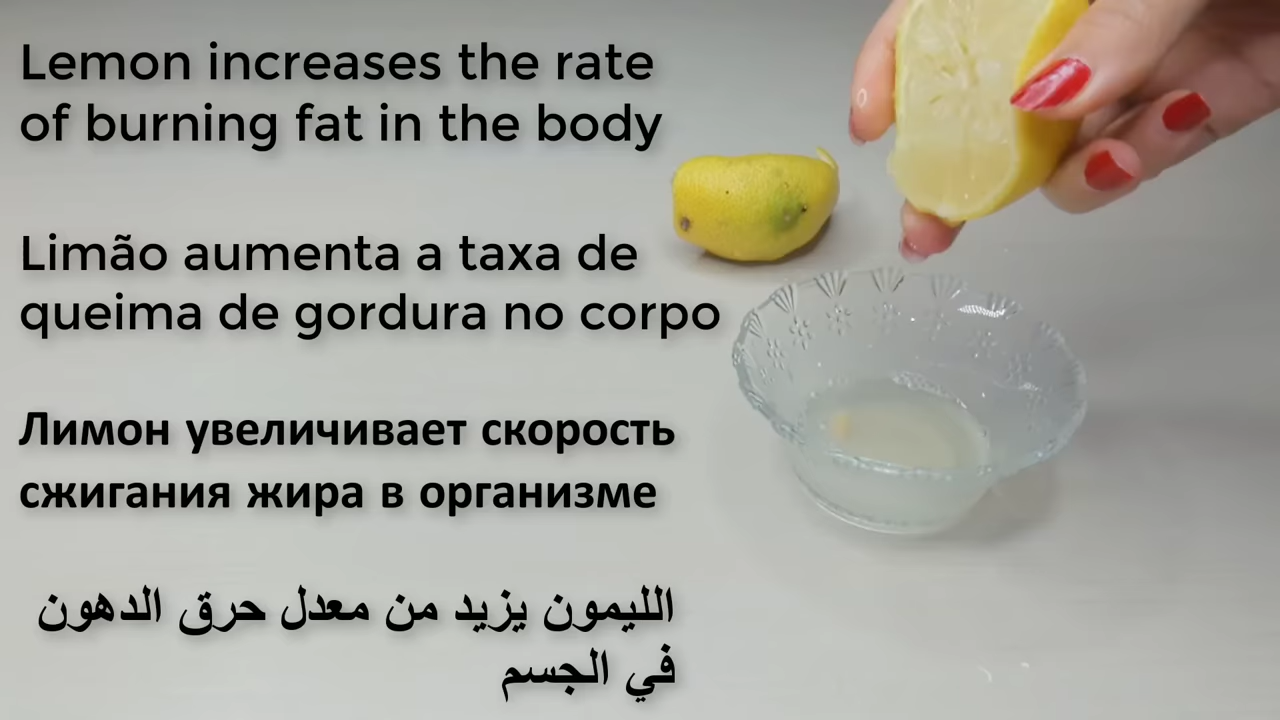 Lemon increases the rate
of burning fat in the body
Limão aumenta a taxa de
queima de gordura no corpo
Лимон увеличивает скорость
сжигания жира в организме
الليمون يزيد من معدل حرق الدهون
في الجسم